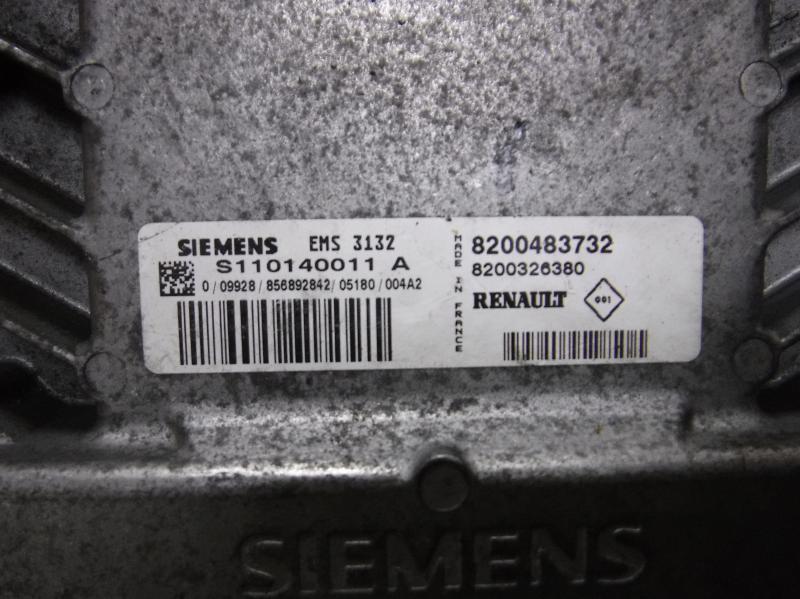 SIEMENS EMS 3132
S110140011 A
0 / 09928 / 856892842 / 05180 / 004A2
MADE IN FRANCE
8200483732
8200326380
RENAULT G01
SIEMENS